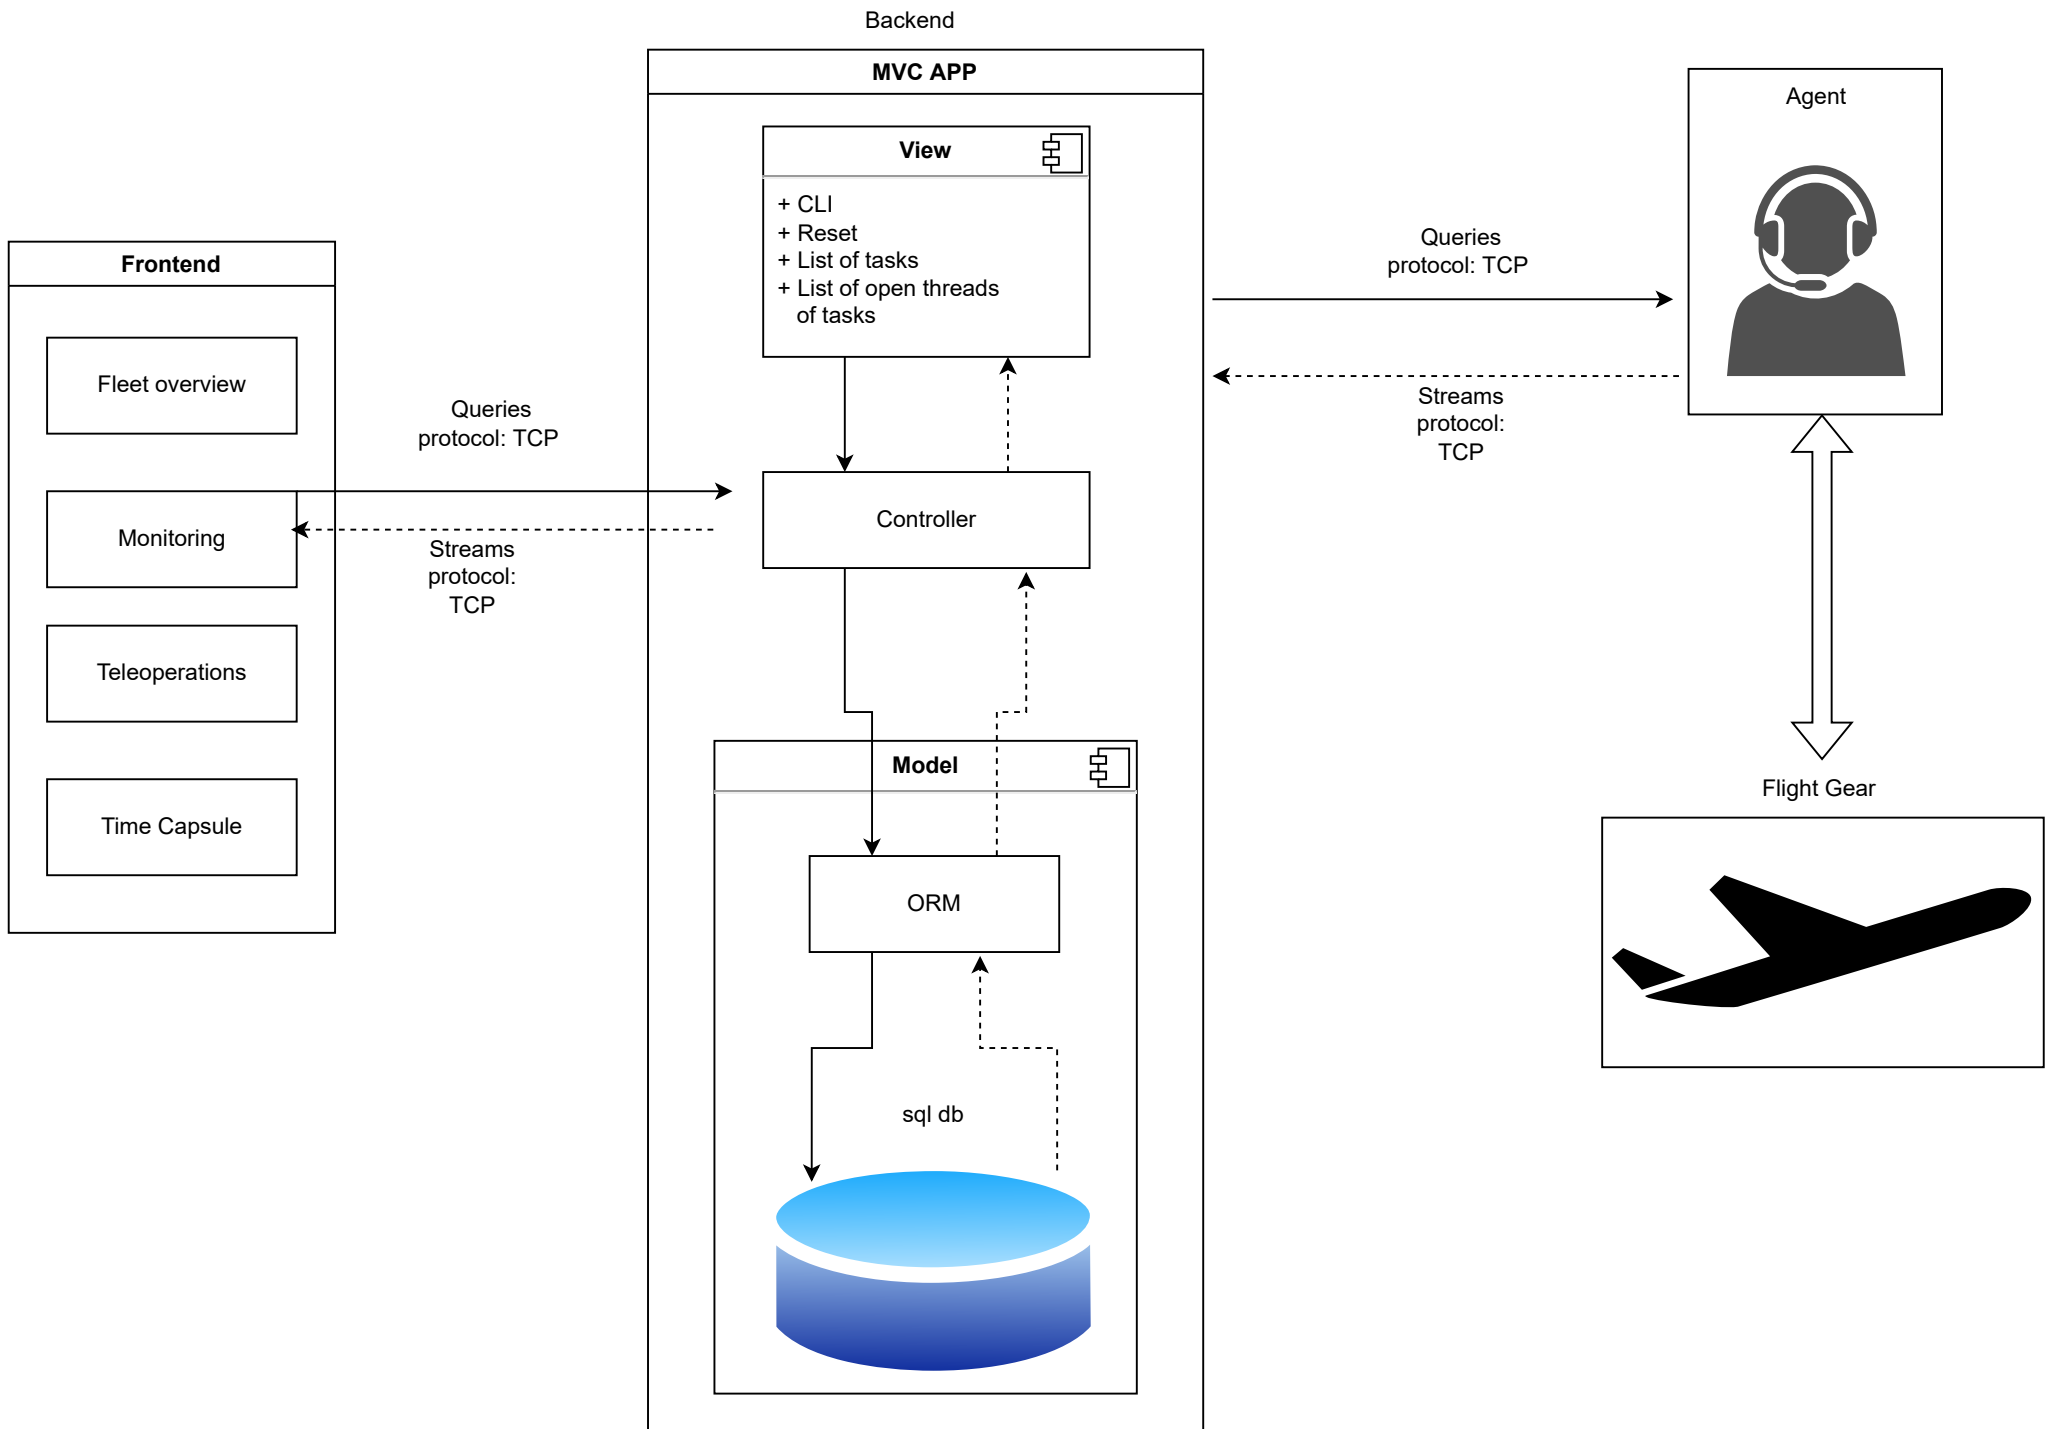 Backend
MVC APP
View
+ CLI
+ Reset
+ List of tasks
+ List of open threads
of tasks
Controller
Model
ORM
sql db
Frontend
Fleet overview
Monitoring
Teleoperations
Time Capsule
Queries
protocol: TCP
Streams
protocol:
TCP
Queries
protocol: TCP
Streams
protocol:
TCP
Agent
Flight Gear